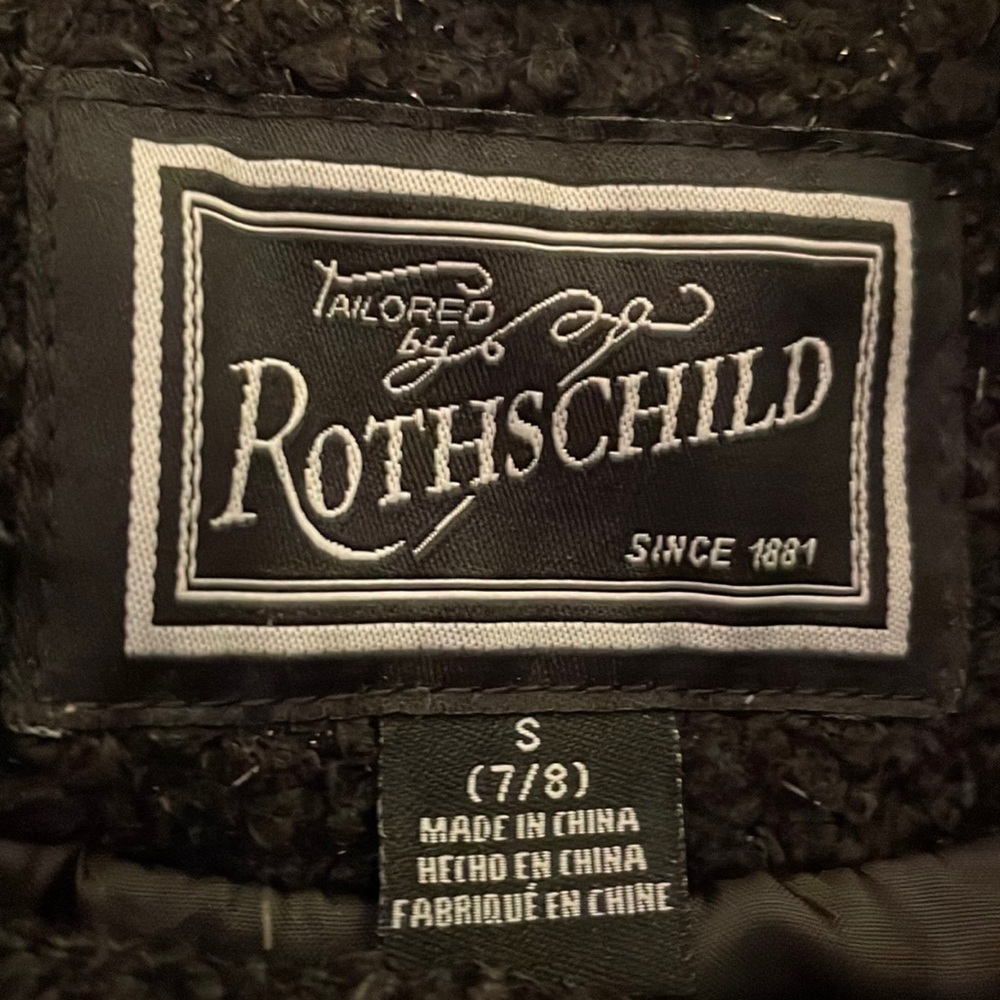 TAILORED
by
ROTHSCHILD
SINCE 1881
S
(7/8)
MADE IN CHINA
HECHO EN CHINA
FABRIQUÉ EN CHINE